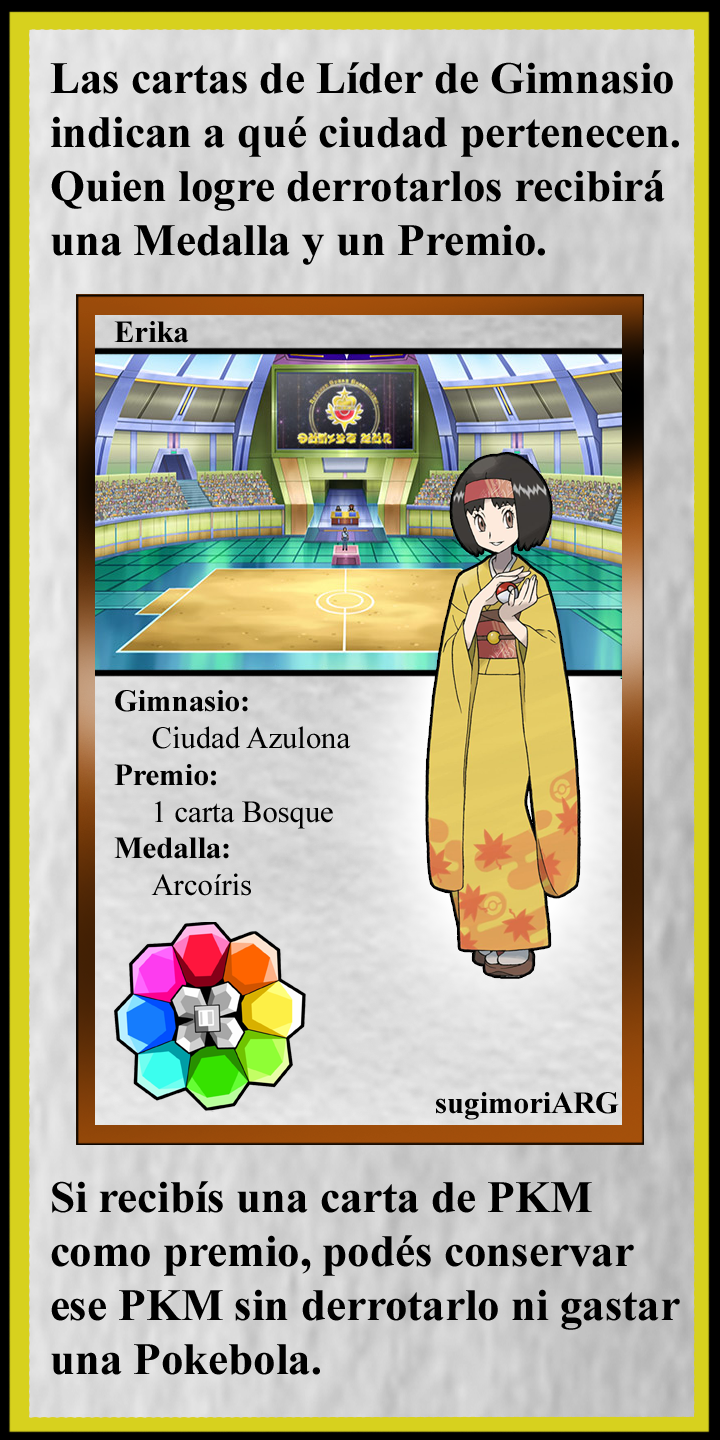 Las cartas de Líder de Gimnasio
indican a qué ciudad pertenecen.
Quien logre derrotarlos recibirá
una Medalla y un Premio.
Erika
Gimnasio:
Ciudad Azulona
Premio:
1 carta Bosque
Medalla:
Arcoíris
sugimoriARG
Si recibís una carta de PKM
como premio, podés conservar
ese PKM sin derrotarlo ni gastar
una Pokebola.